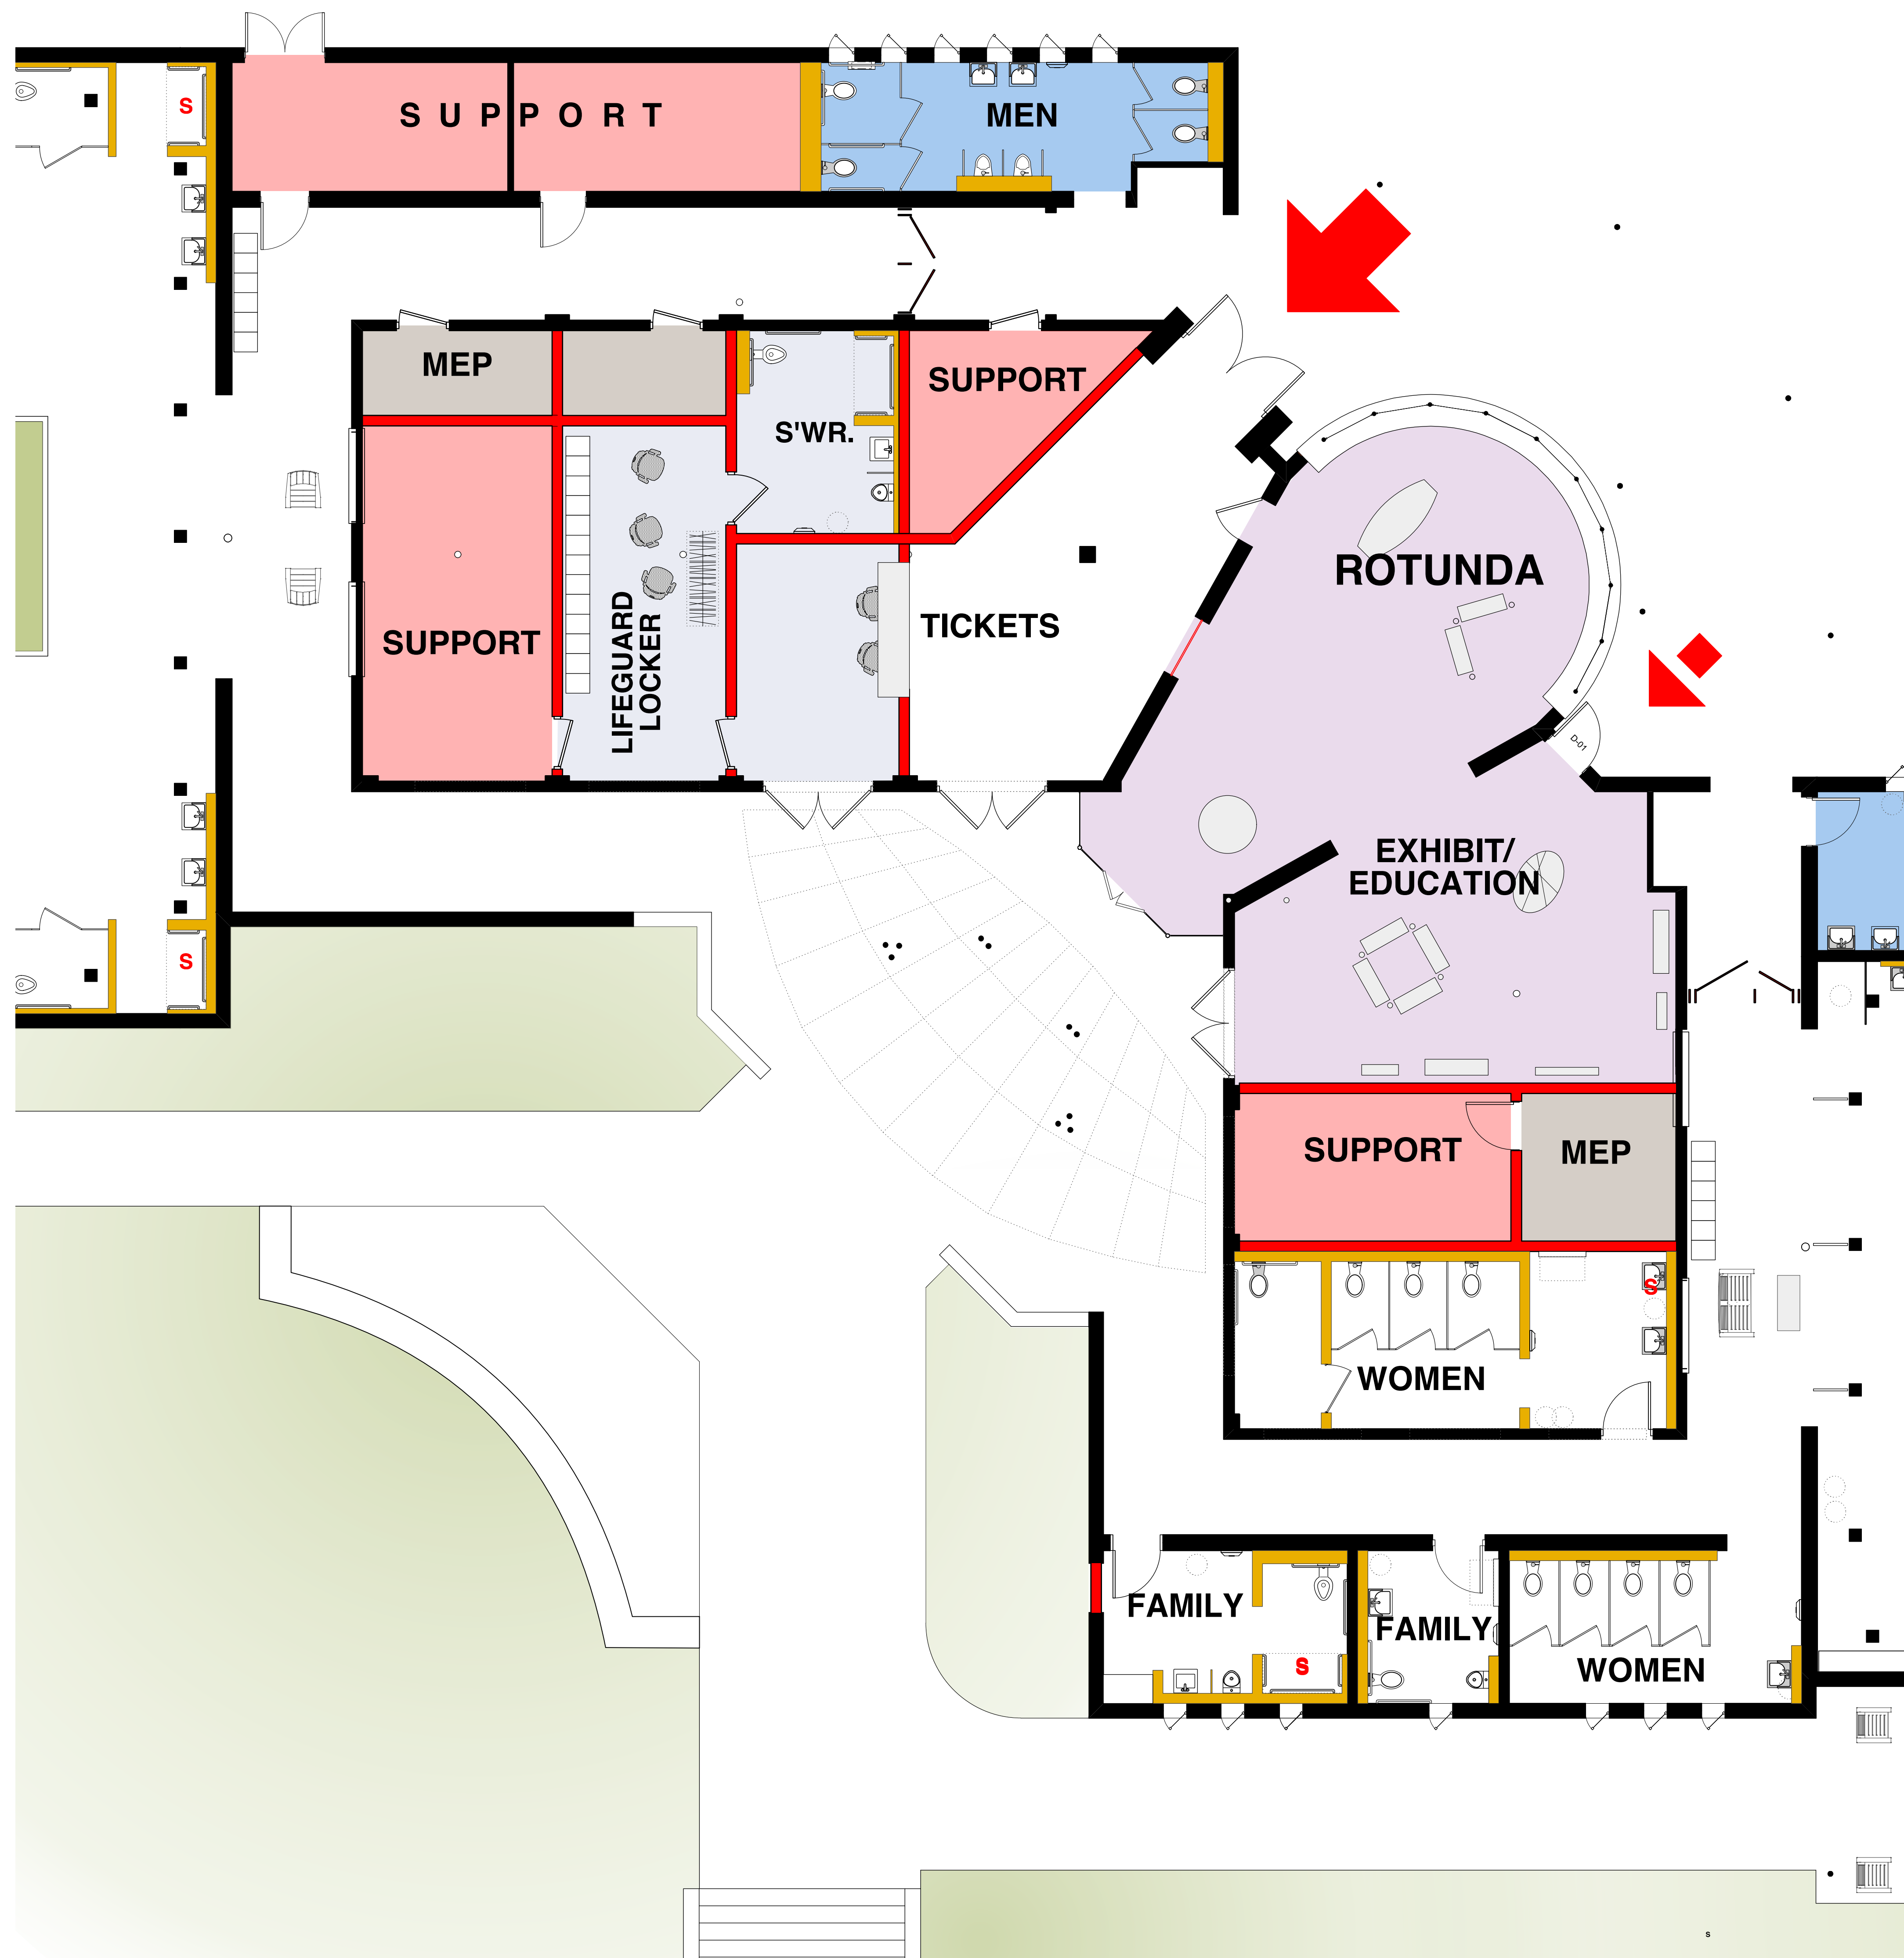 S
S U P P O R T
MEN
MEP
SUPPORT
S'WR.
ROTUNDA
TICKETS
SUPPORT
LIFEGUARD
LOCKER
D-01
EXHIBIT/
EDUCATION
S
SUPPORT
MEP
S
WOMEN
FAMILY
FAMILY
S
WOMEN
S